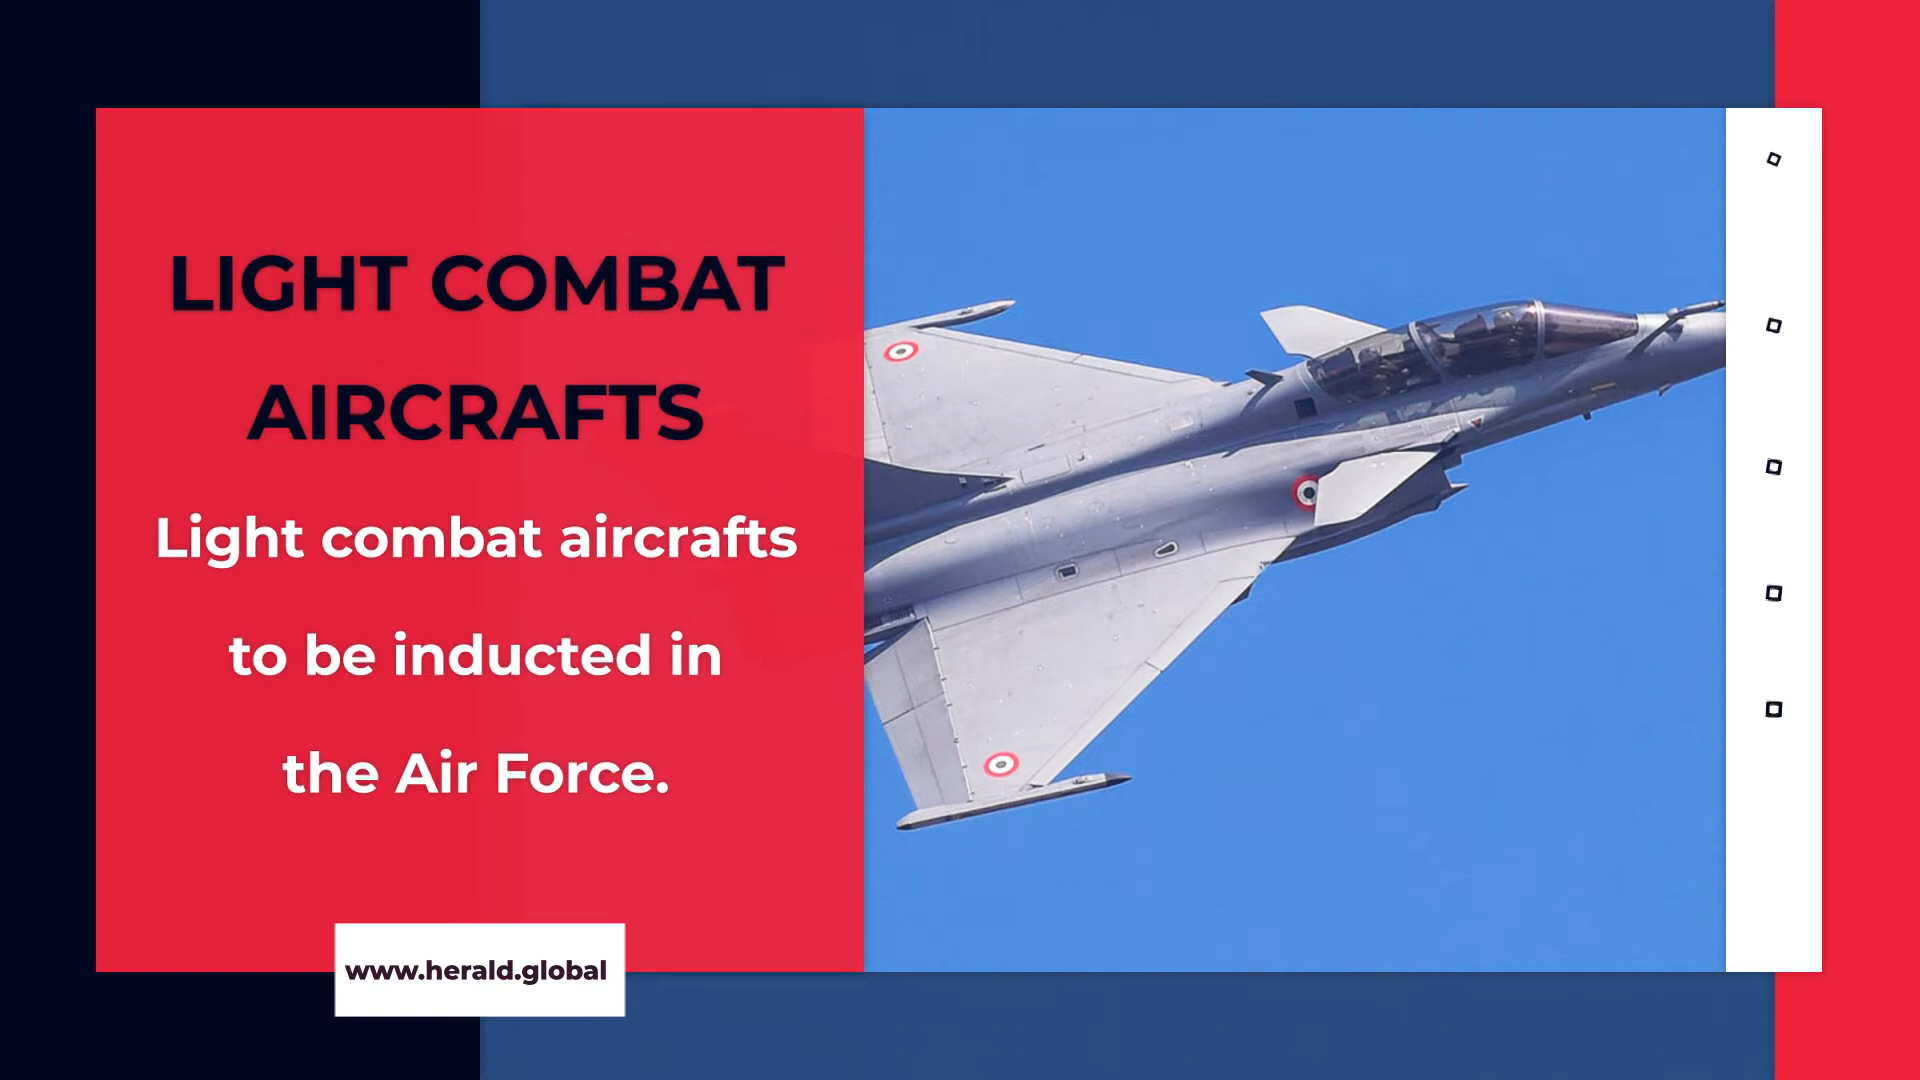 LIGHT COMBAT
AIRCRAFTS
Light combat aircrafts
to be inducted in
the Air Force.
www.herald.global